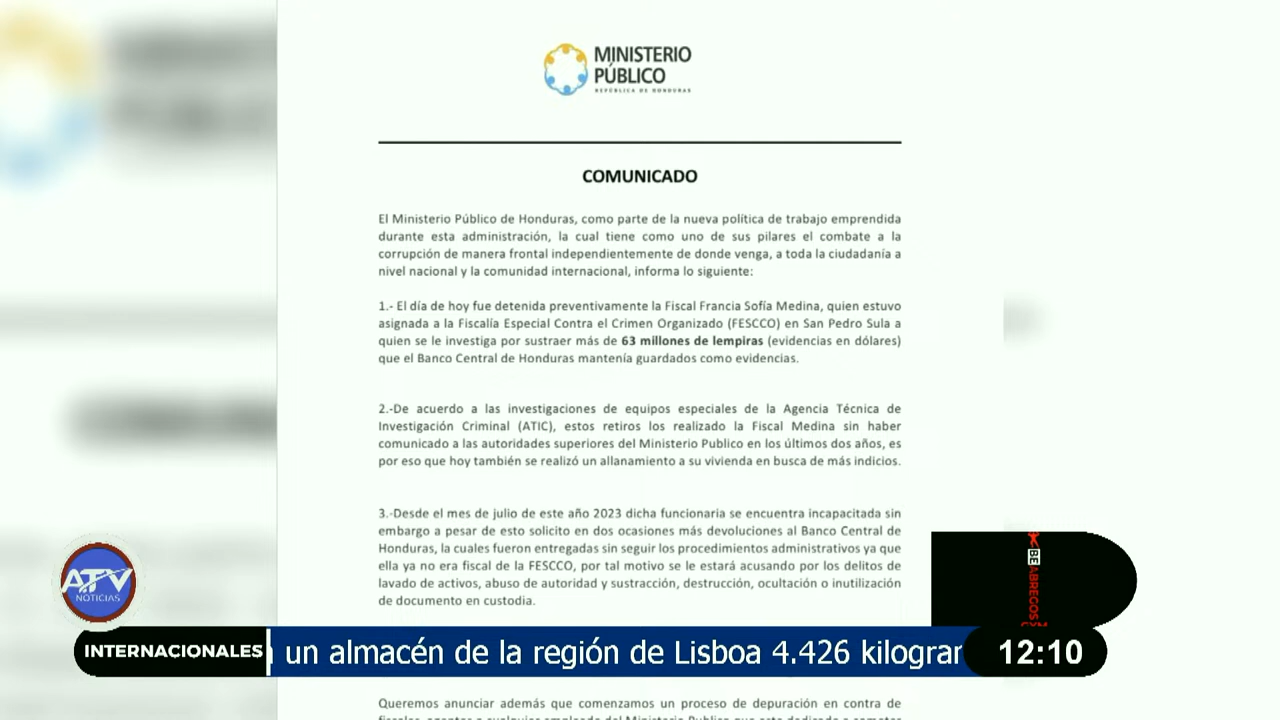 MINISTERIO
PÚBLICO
REPÚBLICA DE HONDURAS
COMUNICADO
El Ministerio Público de Honduras, como parte de la nueva política de trabajo emprendida
durante esta administración, la cual tiene como uno de sus pilares el combate a la
corrupción de manera frontal independientemente de donde venga, a toda la ciudadanía a
nivel nacional y la comunidad internacional, informa lo siguiente:
1.- El día de hoy fue detenida preventivamente la Fiscal Francia Sofía Medina, quien estuvo
asignada a la Fiscalía Especial Contra el Crimen Organizado (FESCCO) en San Pedro Sula a
quien se le investiga por sustraer más de 63 millones de lempiras (evidencias en dólares)
que el Banco Central de Honduras mantenía guardados como evidencias.
2.-De acuerdo a las investigaciones de equipos especiales de la Agencia Técnica de
Investigación Criminal (ATIC), estos retiros los realizado la Fiscal Medina sin haber
comunicado a las autoridades superiores del Ministerio Publico en los últimos dos años, es
por eso que hoy también se realizó un allanamiento a su vivienda en busca de más indicios.
3.-Desde el mes de julio de este año 2023 dicha funcionaria se encuentra incapacitada sin
embargo a pesar de esto solicito en dos ocasiones más devoluciones al Banco Central de
Honduras, la cuales fueron entregadas sin seguir los procedimientos administrativos ya que
ella ya no era fiscal de la FESCCO, por tal motivo se le estará acusando por los delitos de
lavado de activos, abuso de autoridad y sustracción, destrucción, ocultación o inutilización
de documento en custodia.
ATV
NOTICIAS
BE
ABREGOS
INTERNACIONALES
un almacén de la región de Lisboa 4.426 kilogra
12:10
Queremos anunciar además que comenzamos un proceso de depuración en contra de